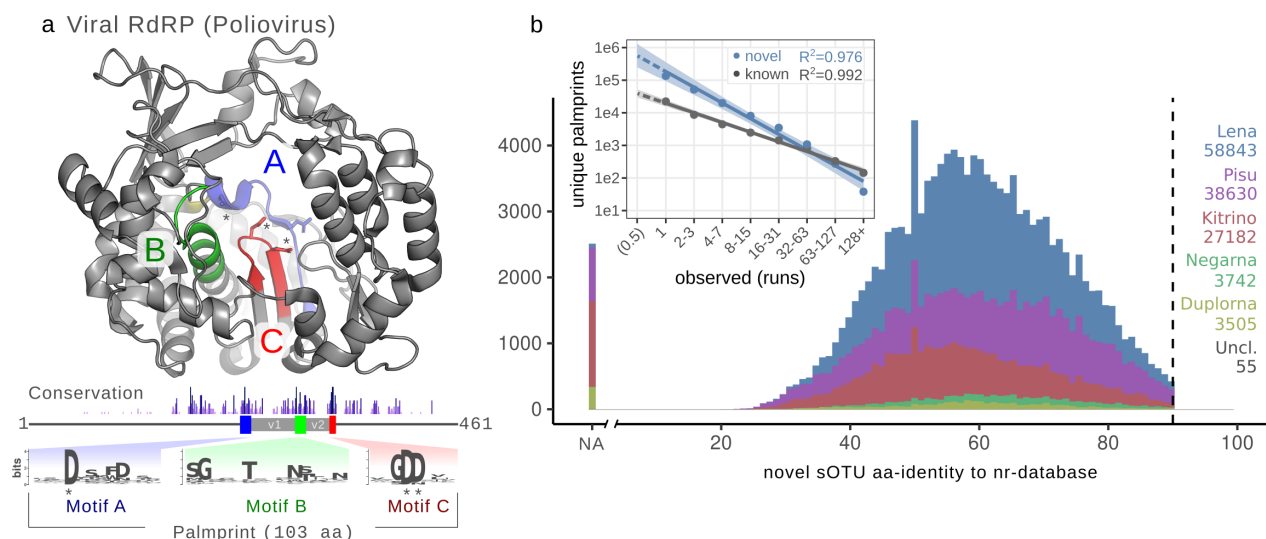 a Viral RdRP (Poliovirus)
A
B
C
*
*
*
Conservation
1
v1
v2
461
bits
D
SG T N
GDD
* * *
Motif A
Motif B
Motif C
Palmprint (103 aa)
b
unique palmprints
1e6
1e5
1e4
1e3
1e2
1e1
novel R²=0.976
known R²=0.992
(0.5)
1
2-3
4-7
8-15
16-31
32-63
63-127
128+
observed (runs)
4000
3000
2000
1000
0
NA
20
40
60
80
100
novel sOTU aa-identity to nr-database
Lena
58843
Pisu
38630
Kitrino
27182
Negarna
3742
Duplorna
3505
Uncl.
55